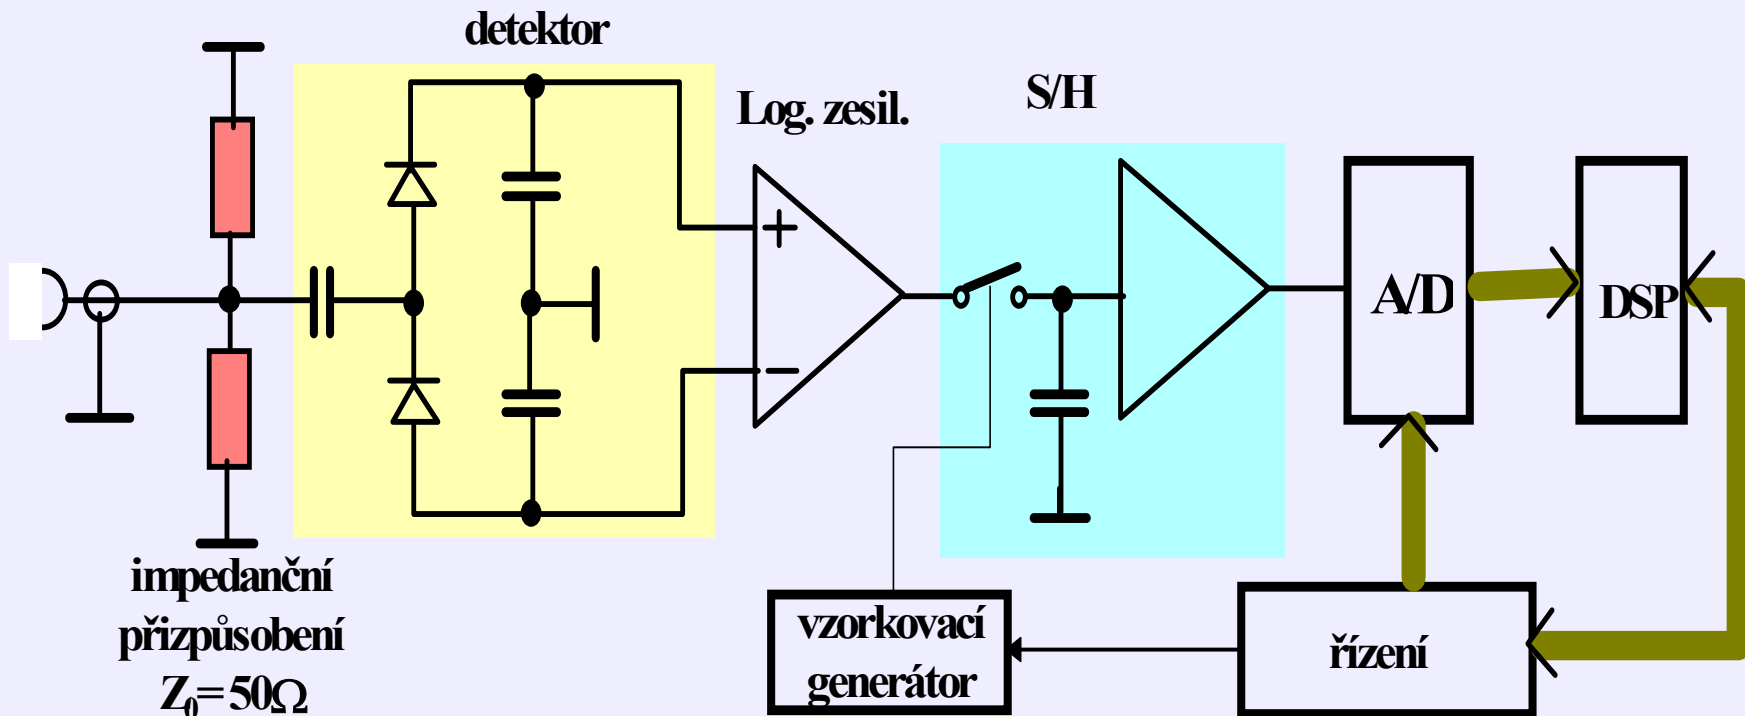 detektor
Log. zesil.
S/H
+
−
A/D
DSP
impedanční
přizpůsobení
Z₀=50Ω
vzorkovací
generátor
řízení